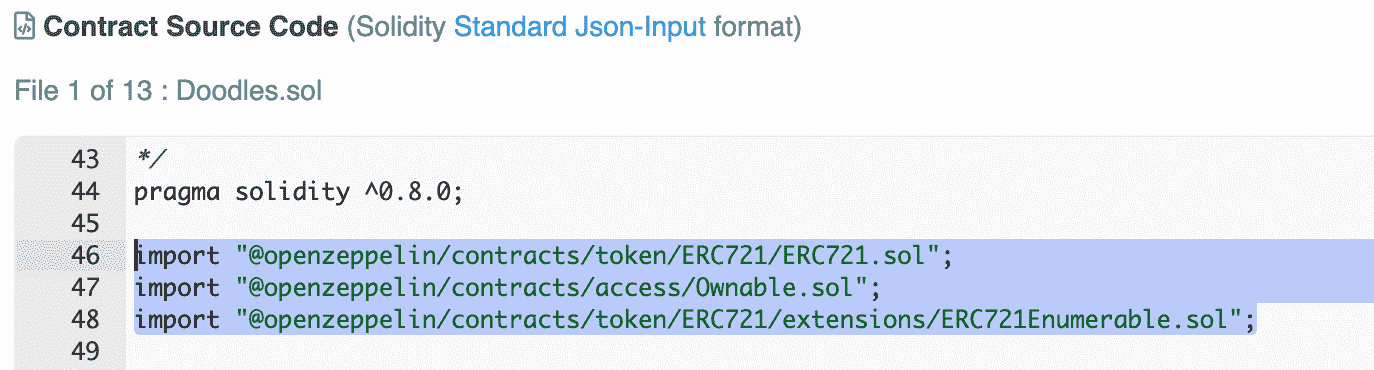 Contract Source Code (Solidity Standard Json-Input format)
File 1 of 13 : Doodles.sol
43 */
44 pragma solidity ^0.8.0;
45
46 import "@openzeppelin/contracts/token/ERC721/ERC721.sol";
47 import "@openzeppelin/contracts/access/Ownable.sol";
48 import "@openzeppelin/contracts/token/ERC721/extensions/ERC721Enumerable.sol";
49